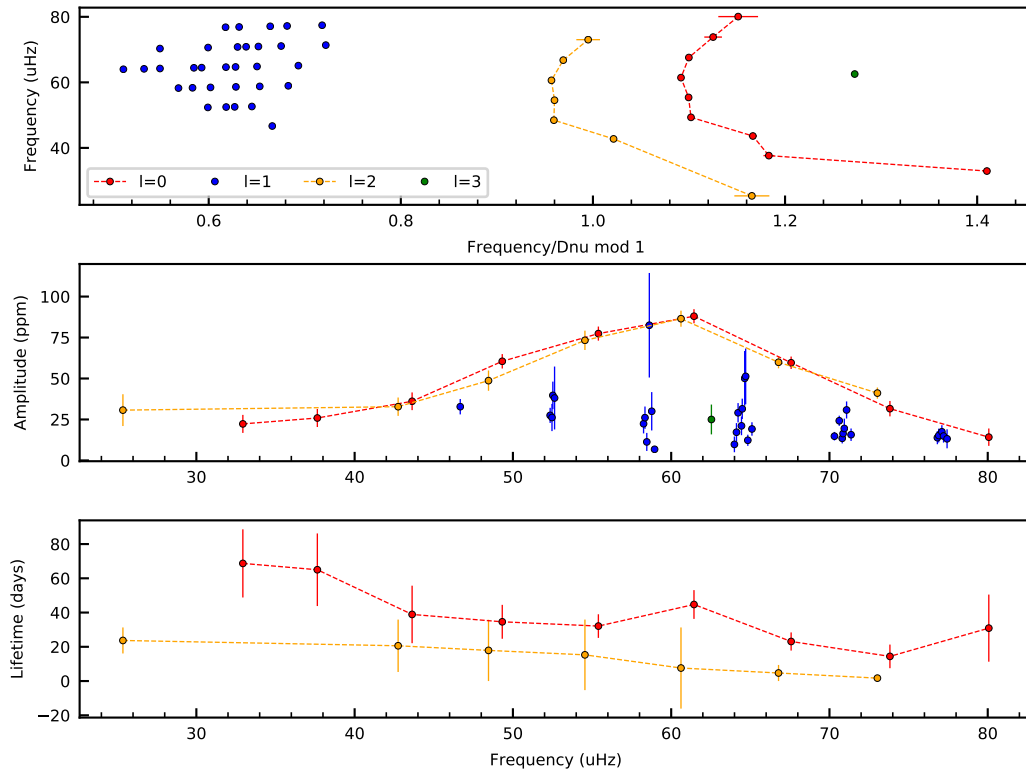 80
60
40
Frequency (uHz)
l=0 l=1 l=2 l=3
0.6 0.8 1.0 1.2 1.4
Frequency/Dnu mod 1
100
75
50
25
0
Amplitude (ppm)
30 40 50 60 70 80
80
60
40
20
0
−20
Lifetime (days)
30 40 50 60 70 80
Frequency (uHz)